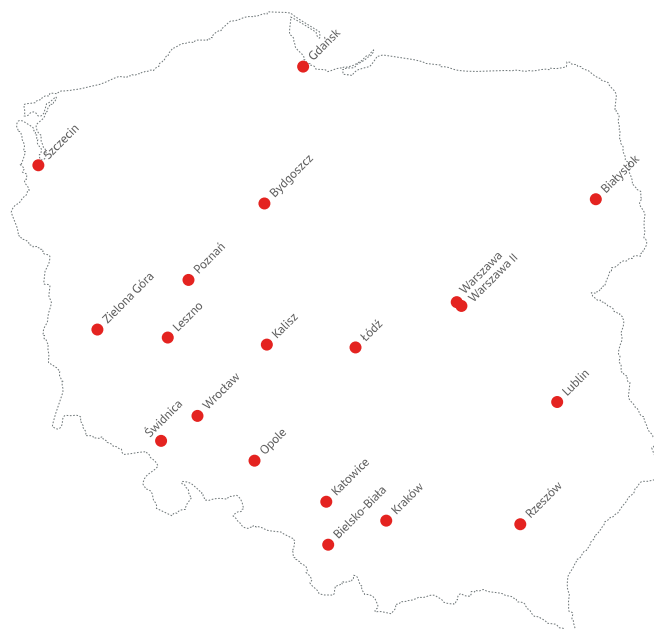 Gdańsk
Szczecin
Bydgoszcz
Białystok
Poznań
Warszawa
Warszawa II
Zielona Góra
Leszno
Kalisz
Łódź
Lublin
Wrocław
Świdnica
Opole
Katowice
Bielsko-Biała
Kraków
Rzeszów